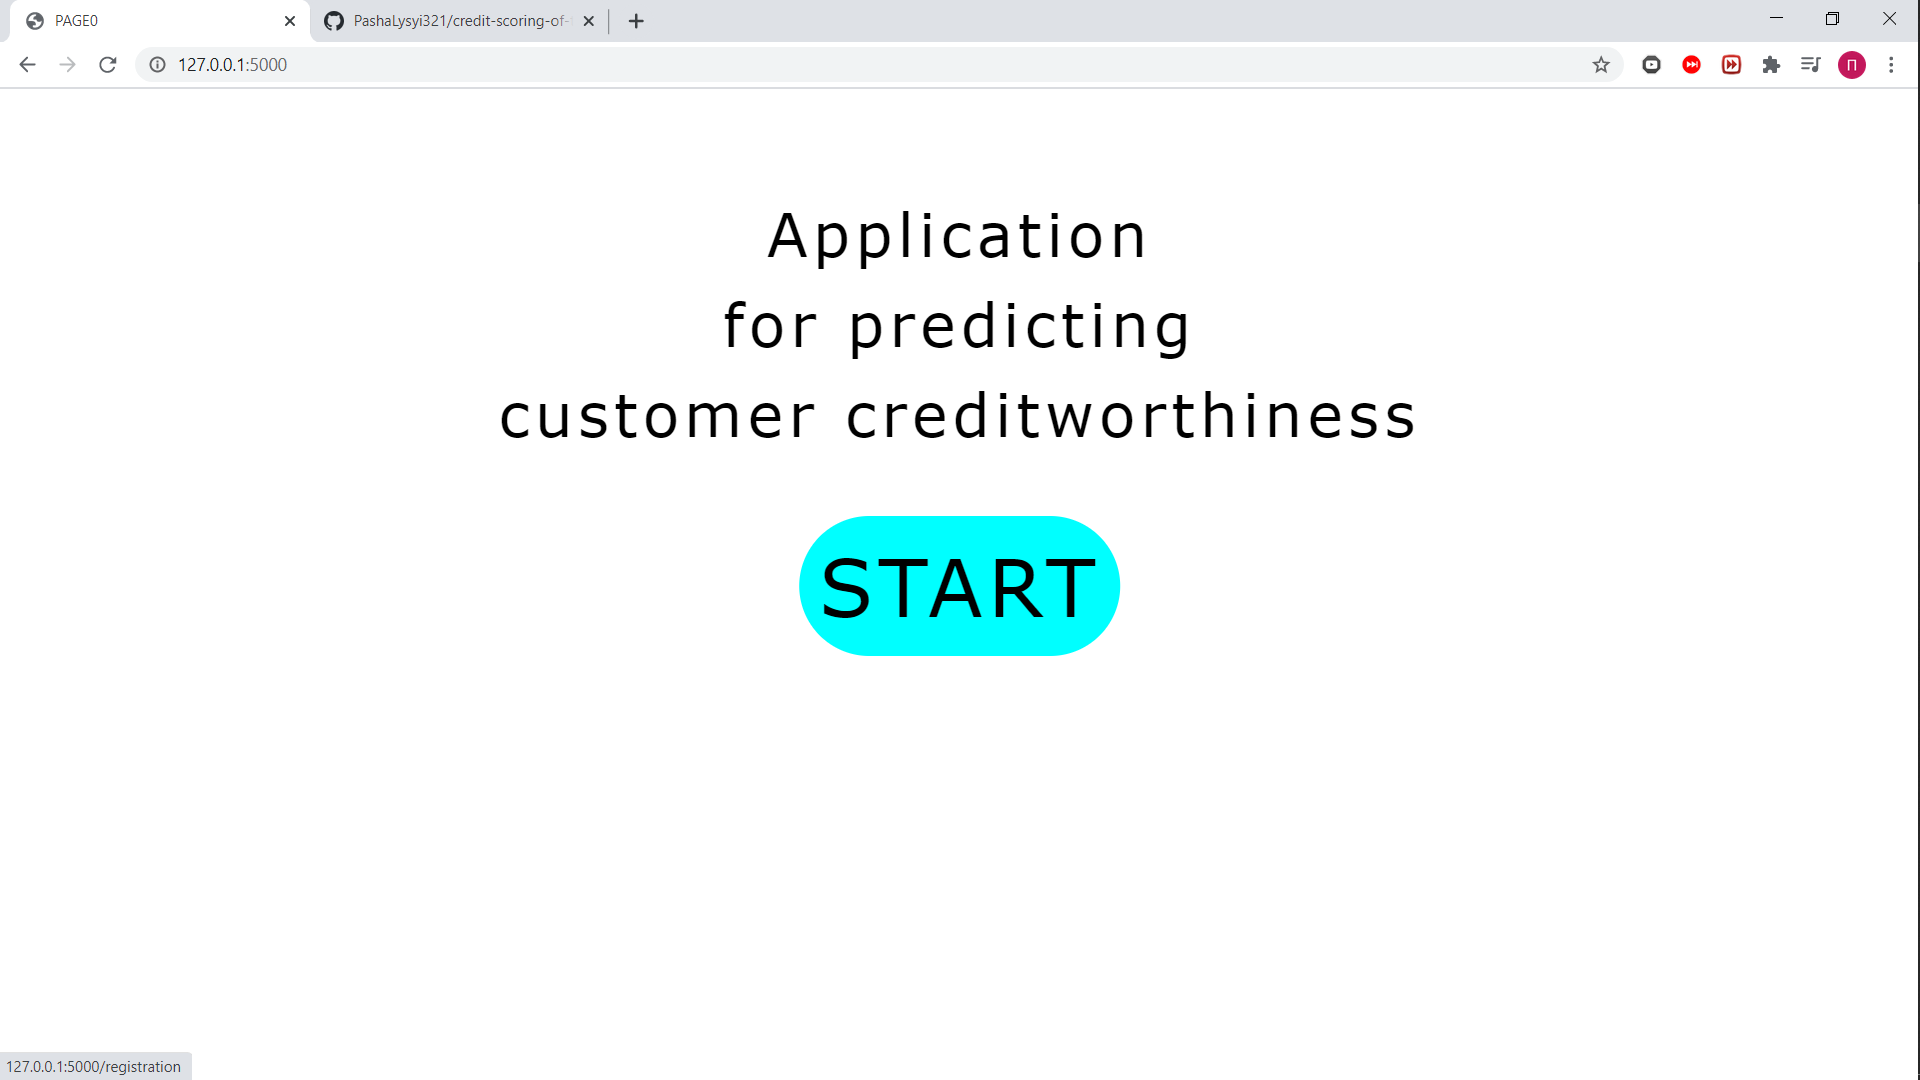 PAGE0
PashaLysyi321/credit-scoring-of-
127.0.0.1:5000
П
Application
for predicting
customer creditworthiness
START
127.0.0.1:5000/registration